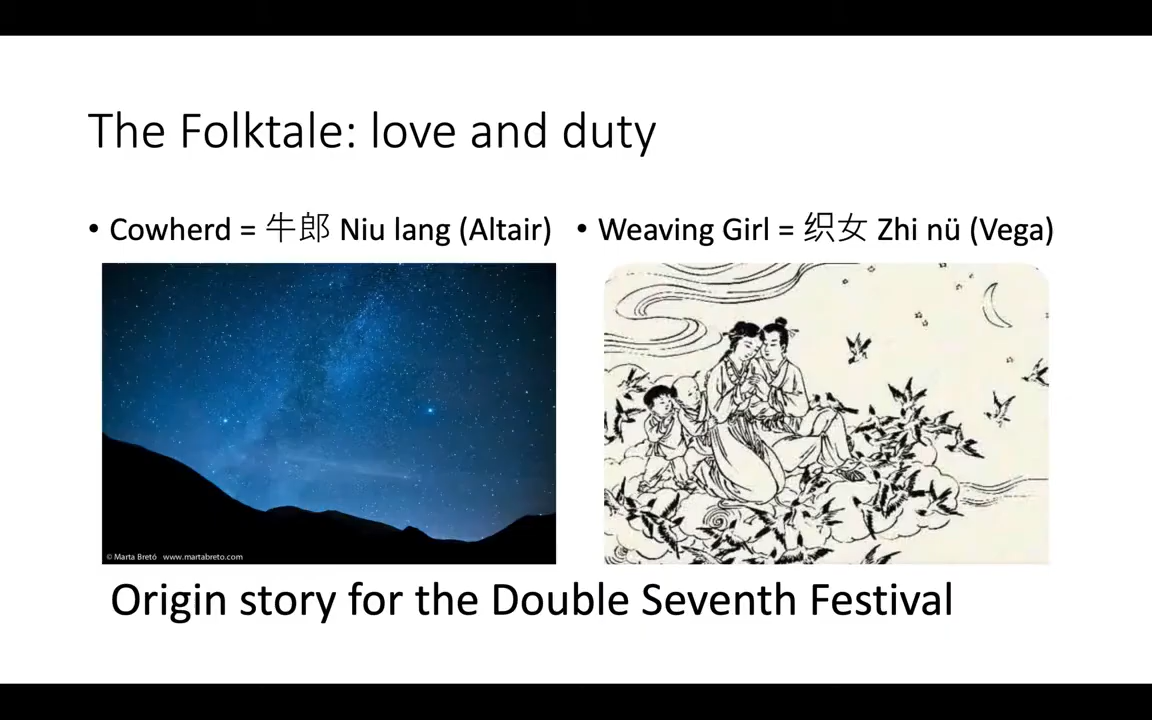 The Folktale: love and duty
• Cowherd = 牛郎 Niu lang (Altair)
• Weaving Girl = 织女 Zhi nü (Vega)
© Marta Bretó www.martabreto.com
Origin story for the Double Seventh Festival